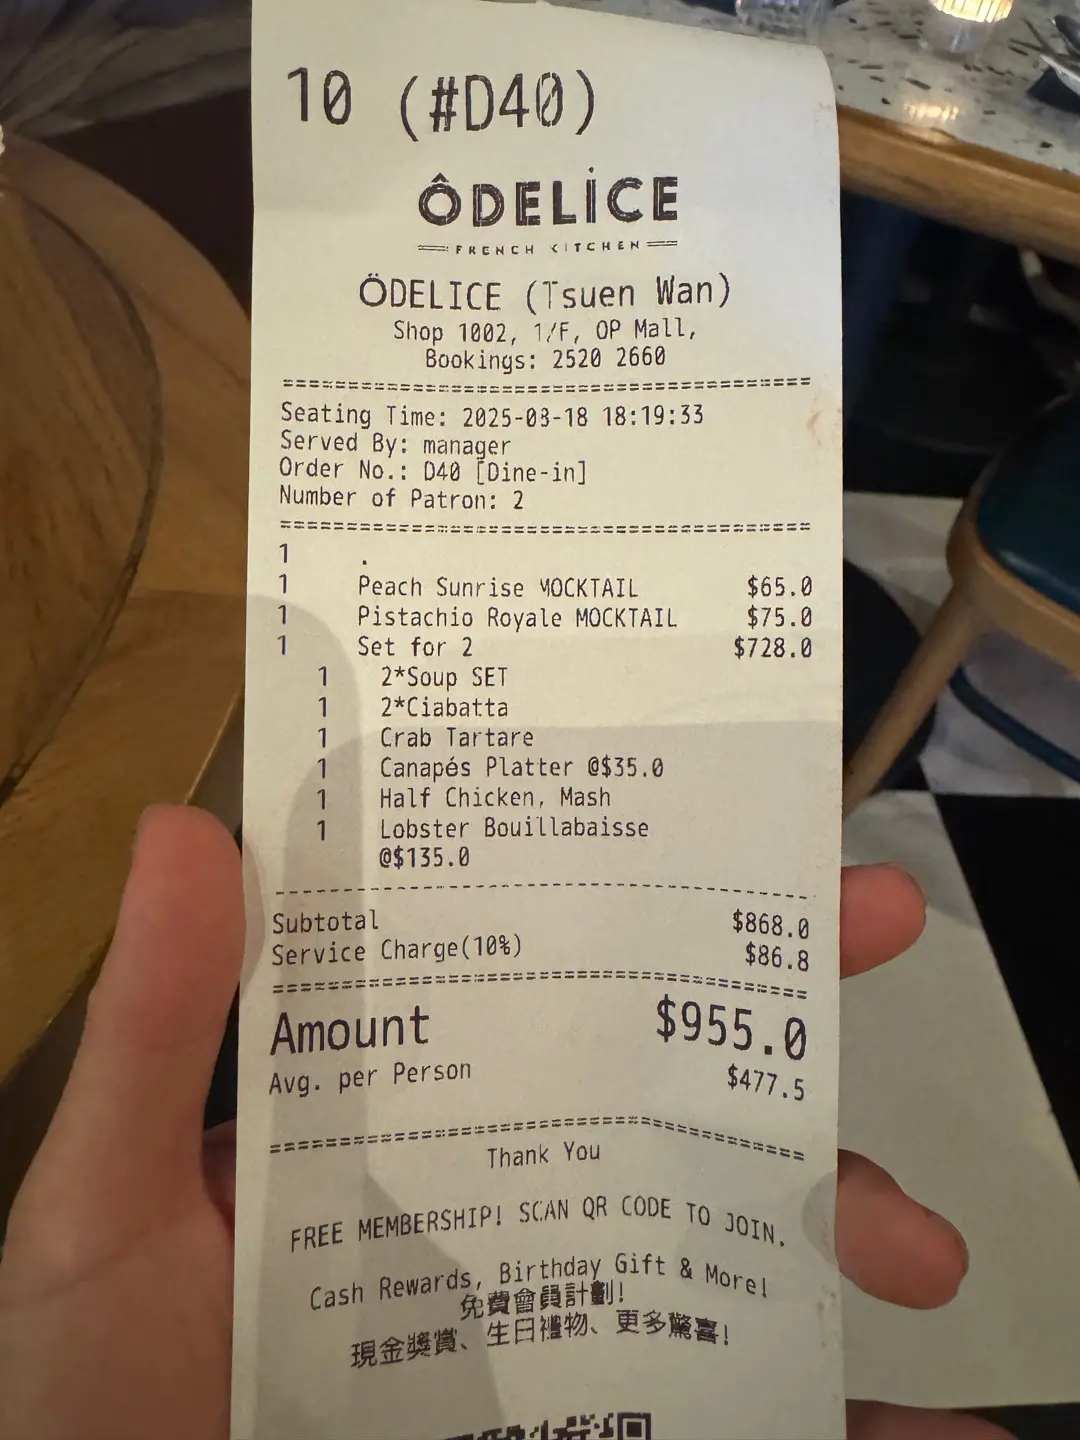 10 (#D40)
ÔDELİCE
FRENCH KITCHEN
ÖDELICE (Tsuen Wan)
Shop 1002, 1/F, OP Mall,
Bookings: 2520 2660
Seating Time: 2025-08-18 18:19:33
Served By: manager
Order No.: D40 [Dine-in]
Number of Patron: 2
1 .
1 Peach Sunrise MOCKTAIL $65.0
1 Pistachio Royale MOCKTAIL $75.0
1 Set for 2 $728.0
1 2*Soup SET
1 2*Ciabatta
1 Crab Tartare
1 Canapés Platter @$35.0
1 Half Chicken, Mash
1 Lobster Bouillabaisse
@$135.0
Subtotal $868.0
Service Charge(10%) $86.8
Amount $955.0
Avg. per Person $477.5
Thank You
FREE MEMBERSHIP! SCAN QR CODE TO JOIN.
Cash Rewards, Birthday Gift & More!
免費會員計劃!
現金獎賞、生日禮物、更多驚喜!